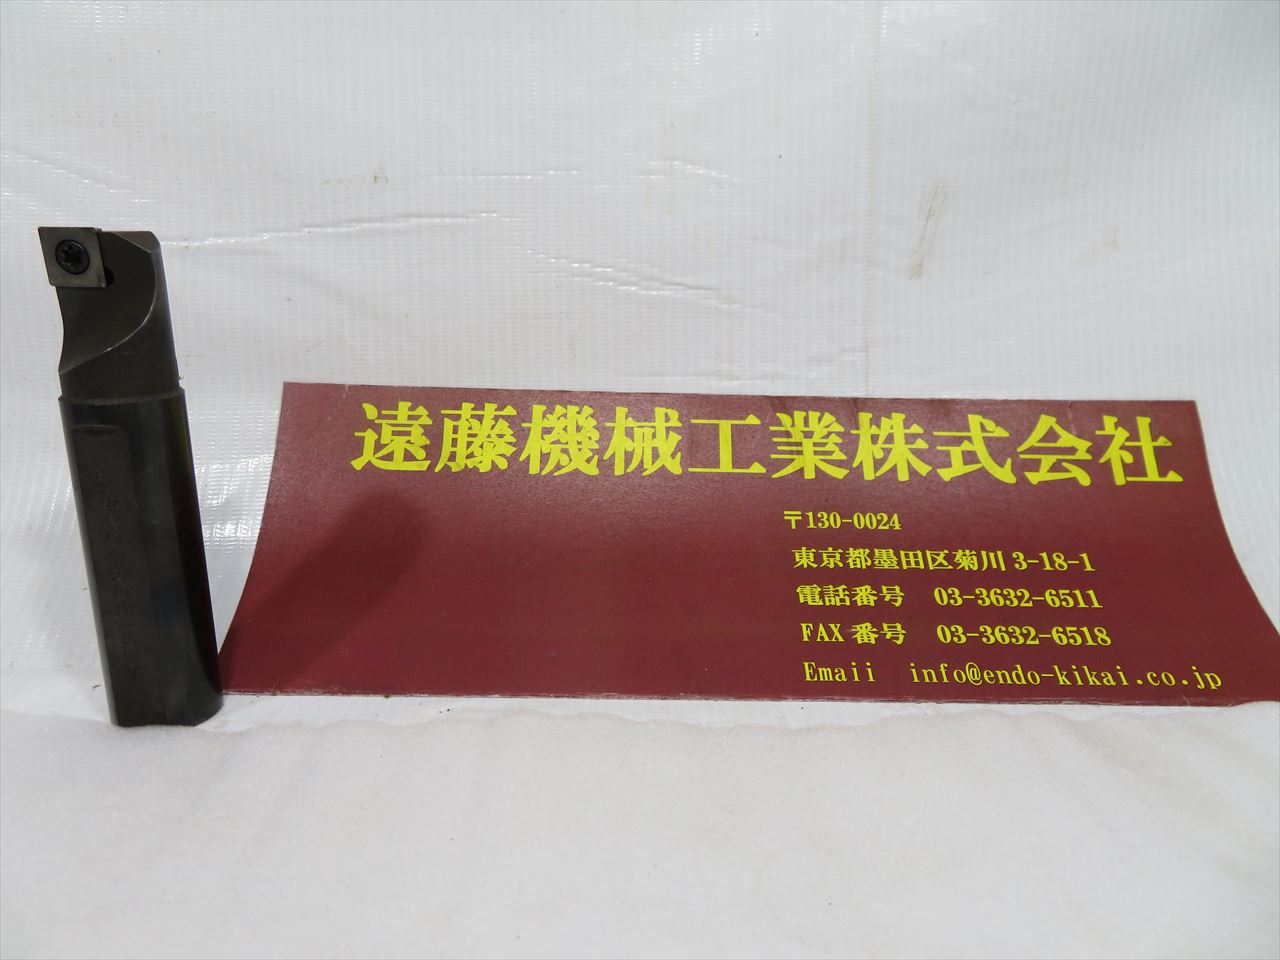 遠藤機械工業株式会社
〒130-0024
東京都墨田区菊川 3-18-1
電話番号 03-3632-6511
FAX 番号 03-3632-6518
Emaii info@endo-kikai.co.jp